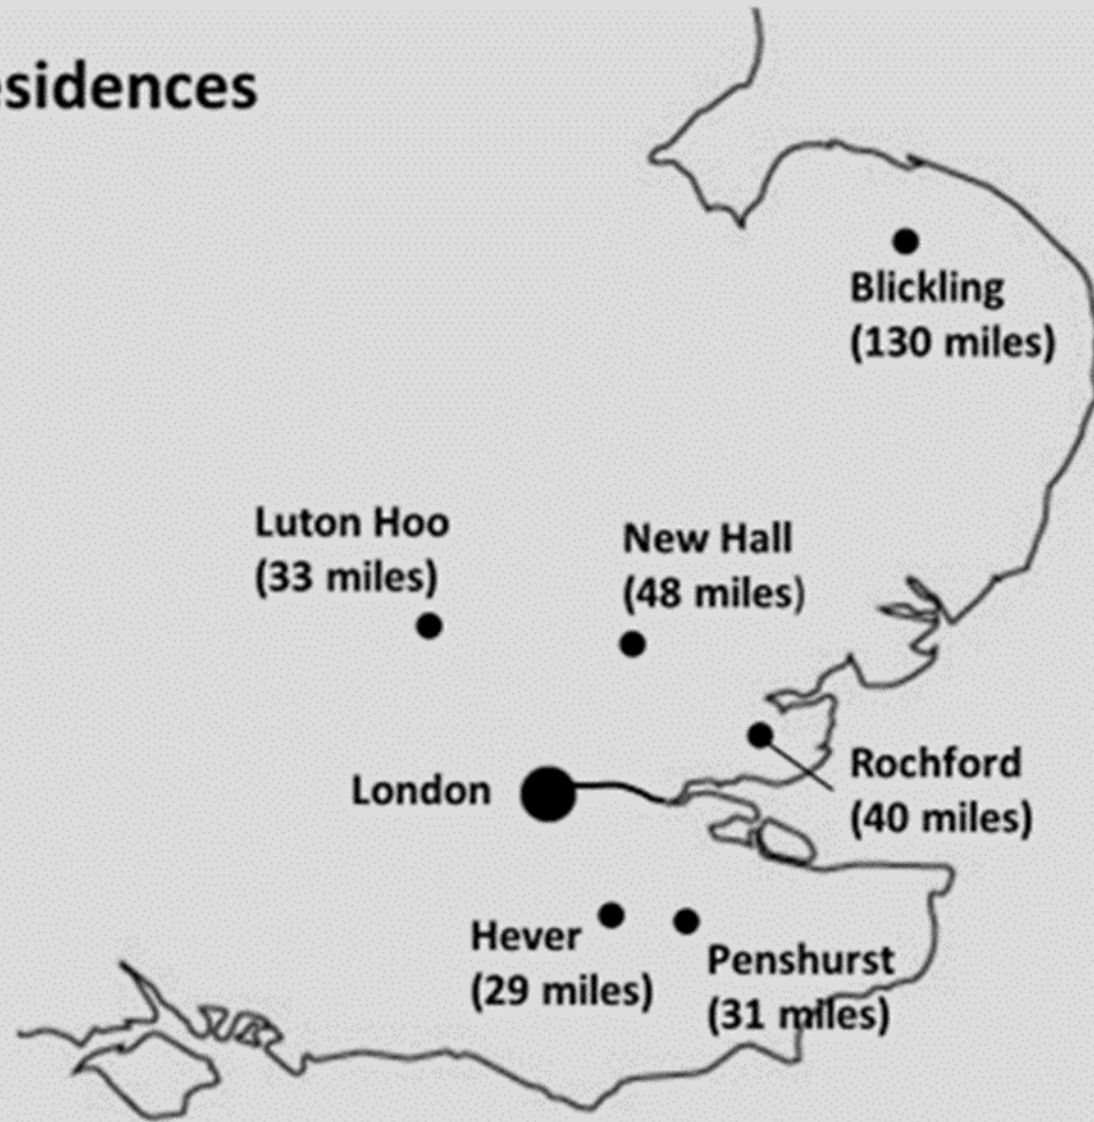 esidences
Blickling
(130 miles)
Luton Hoo
(33 miles)
New Hall
(48 miles)
London
Rochford
(40 miles)
Hever
(29 miles)
Penshurst
(31 miles)